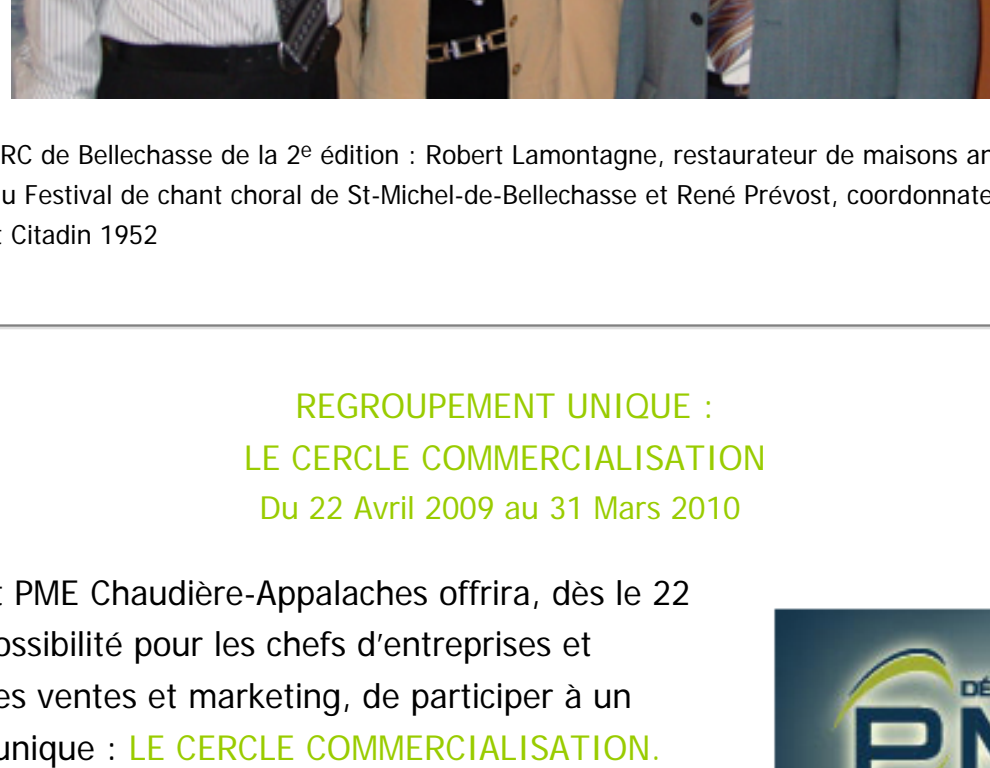 RC de Bellechasse de la 2e édition : Robert Lamontagne, restaurateur de maisons an
u Festival de chant choral de St-Michel-de-Bellechasse et René Prévost, coordonnate
t Citadin 1952
REGROUPEMENT UNIQUE :
LE CERCLE COMMERCIALISATION
Du 22 Avril 2009 au 31 Mars 2010
t PME Chaudière-Appalaches offrira, dès le 22
ossibilité pour les chefs d'entreprises et
es ventes et marketing, de participer à un
unique : LE CERCLE COMMERCIALISATION.
DÉ
PM